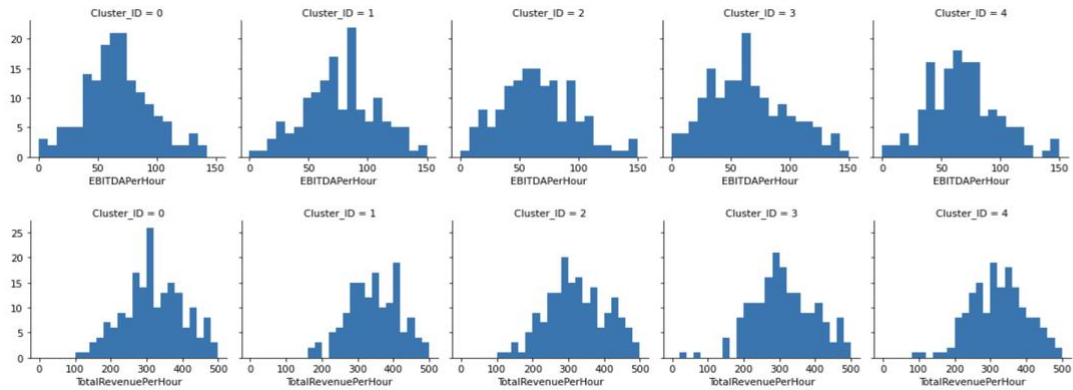 Cluster_ID = 0 Cluster_ID = 1 Cluster_ID = 2 Cluster_ID = 3 Cluster_ID = 4
20
15
10
5
0
0 50 100 150 0 50 100 150 0 50 100 150 0 50 100 150 0 50 100 150
EBITDAPerHour EBITDAPerHour EBITDAPerHour EBITDAPerHour EBITDAPerHour
Cluster_ID = 0 Cluster_ID = 1 Cluster_ID = 2 Cluster_ID = 3 Cluster_ID = 4
25
20
15
10
5
0
0 100 200 300 400 500 0 100 200 300 400 500 0 100 200 300 400 500 0 100 200 300 400 500 0 100 200 300 400 500
TotalRevenuePerHour TotalRevenuePerHour TotalRevenuePerHour TotalRevenuePerHour TotalRevenuePerHour